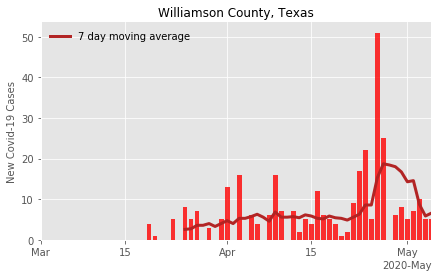 Williamson County, Texas
7 day moving average
New Covid-19 Cases
50
40
30
20
10
0
Mar 15 Apr 15 May
2020-May